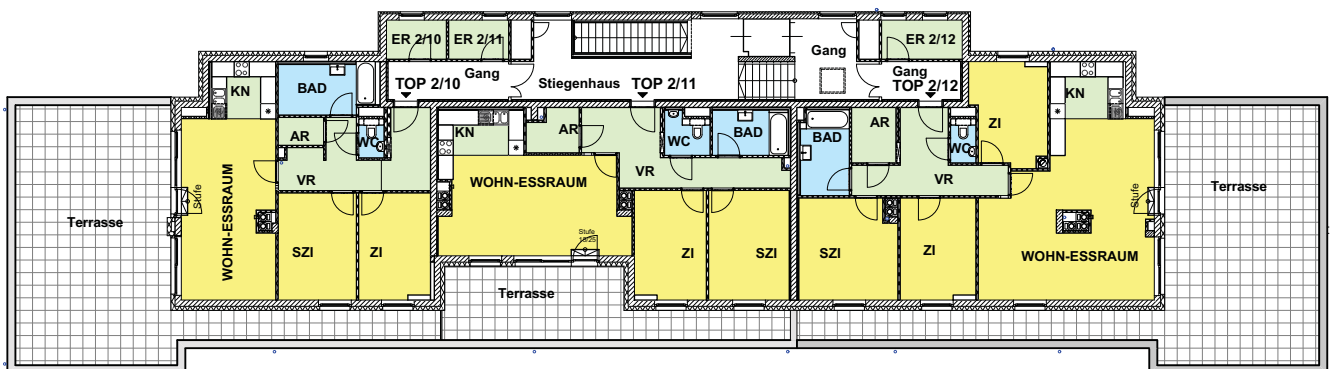 ER 2/10
ER 2/11
ER 2/12
Gang
Gang
Gang
TOP 2/10
Stiegenhaus
TOP 2/11
TOP 2/12
KN
BAD
AR
WC
VR
Terrasse
Stufe
WOHN-ESSRAUM
SZI
ZI
KN
AR
WC
BAD
VR
WOHN-ESSRAUM
Stufe
18/25
ZI
SZI
Terrasse
BAD
AR
WC
ZI
KN
VR
SZI
ZI
WOHN-ESSRAUM
Stufe
Terrasse